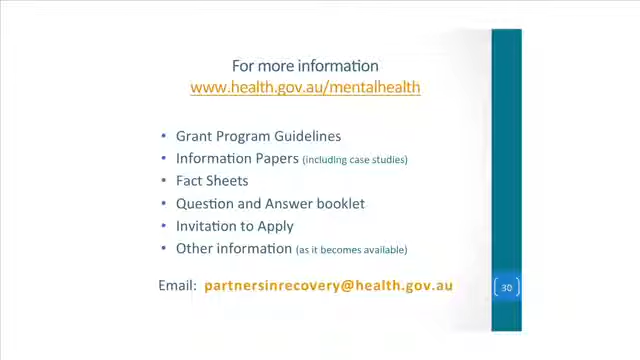 For more information
www.health.gov.au/mentalhealth
• Grant Program Guidelines
• Information Papers (including case studies)
• Fact Sheets
• Question and Answer booklet
• Invitation to Apply
• Other information (as it becomes available)
Email: partnersinrecovery@health.gov.au
30